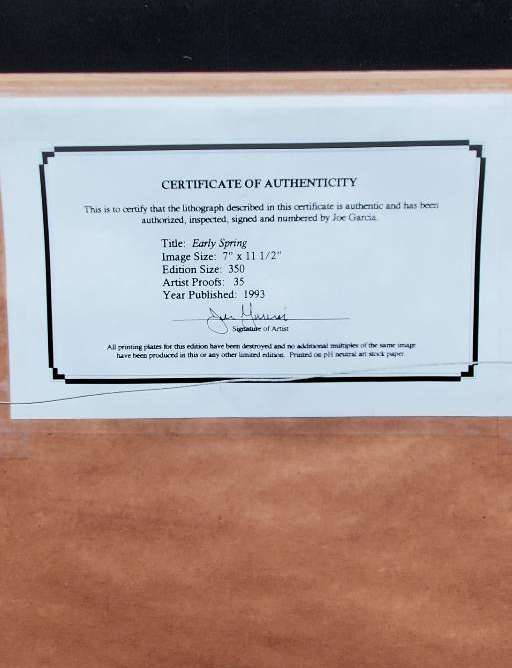 CERTIFICATE OF AUTHENTICITY
This is to certify that the lithograph described in this certificate is authentic and has been
authorized, inspected, signed and numbered by Joe Garcia.
Title: Early Spring
Image Size: 7" x 11 1/2"
Edition Size: 350
Artist Proofs: 35
Year Published: 1993
Signature of Artist
All printing plates for this edition have been destroyed and no additional multiples of the same image
have been produced in this or any other limited edition. Printed on pH neutral art stock paper.